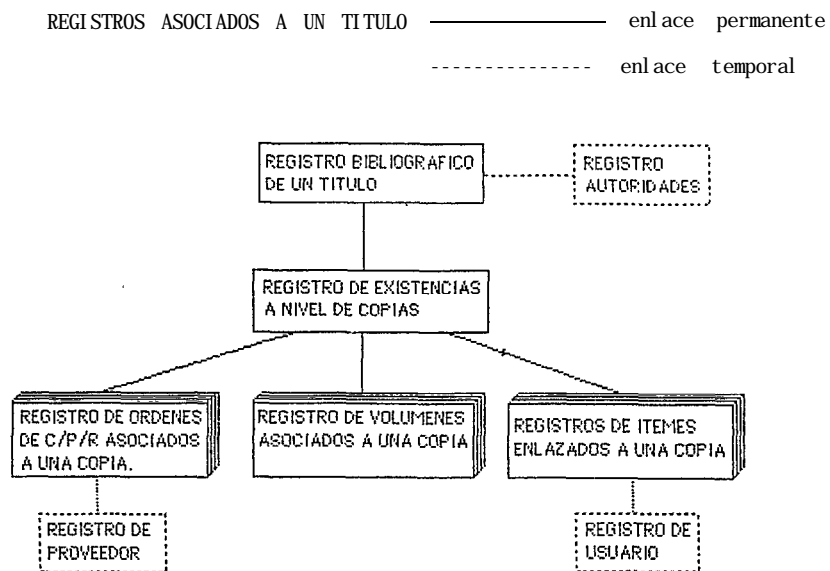 REGISTROS ASOCIADOS A UN TITULO
enlace permanente
enlace temporal
REGISTRO BIBLIOGRAFICO
DE UN TITULO
REGISTRO
AUTORIDADES
REGISTRO DE EXISTENCIAS
A NIVEL DE COPIAS
REGISTRO DE ORDENES
DE C/P/R ASOCIADOS
A UNA COPIA.
REGISTRO DE VOLUMENES
ASOCIADOS A UNA COPIA
REGISTROS DE ITEMES
ENLAZADOS A UNA COPIA
REGISTRO DE
PROVEEDOR
REGISTRO DE
USUARIO